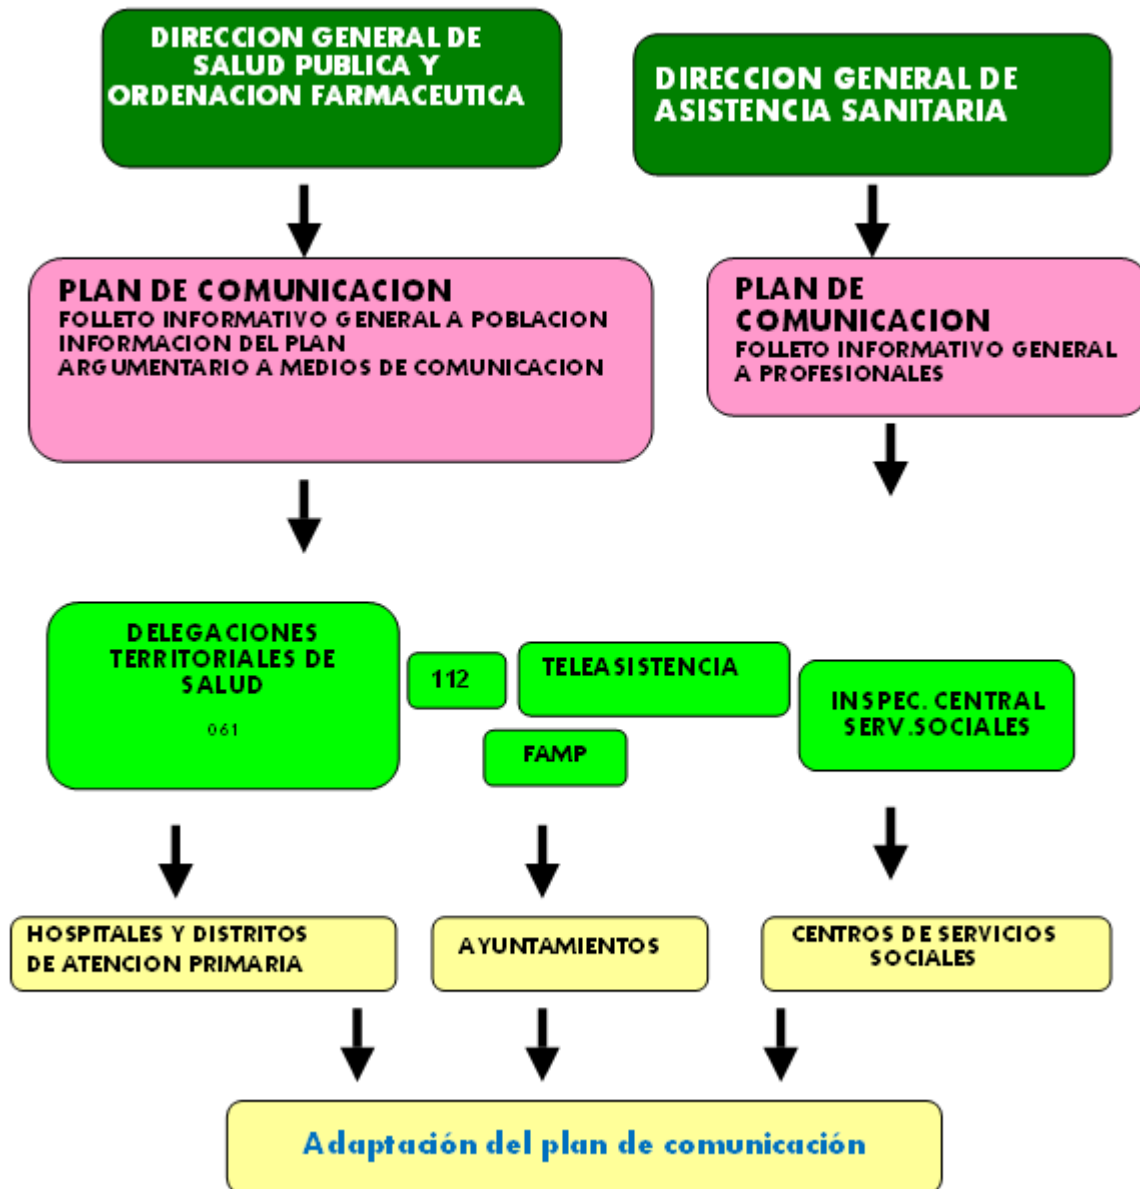 DIRECCION GENERAL DE
SALUD PUBLICA Y
ORDENACION FARMACEUTICA
DIRECCION GENERAL DE
ASISTENCIA SANITARIA
PLAN DE COMUNICACION
FOLLETO INFORMATIVO GENERAL A POBLACION
INFORMACION DEL PLAN
ARGUMENTARIO A MEDIOS DE COMUNICACION
PLAN DE
COMUNICACION
FOLLETO INFORMATIVO GENERAL
A PROFESIONALES
DELEGACIONES
TERRITORIALES DE
SALUD
061
112
TELEASISTENCIA
FAMP
INSPEC. CENTRAL
SERV.SOCIALES
HOSPITALES Y DISTRITOS
DE ATENCION PRIMARIA
AYUNTAMIENTOS
CENTROS DE SERVICIOS
SOCIALES
Adaptación del plan de comunicación